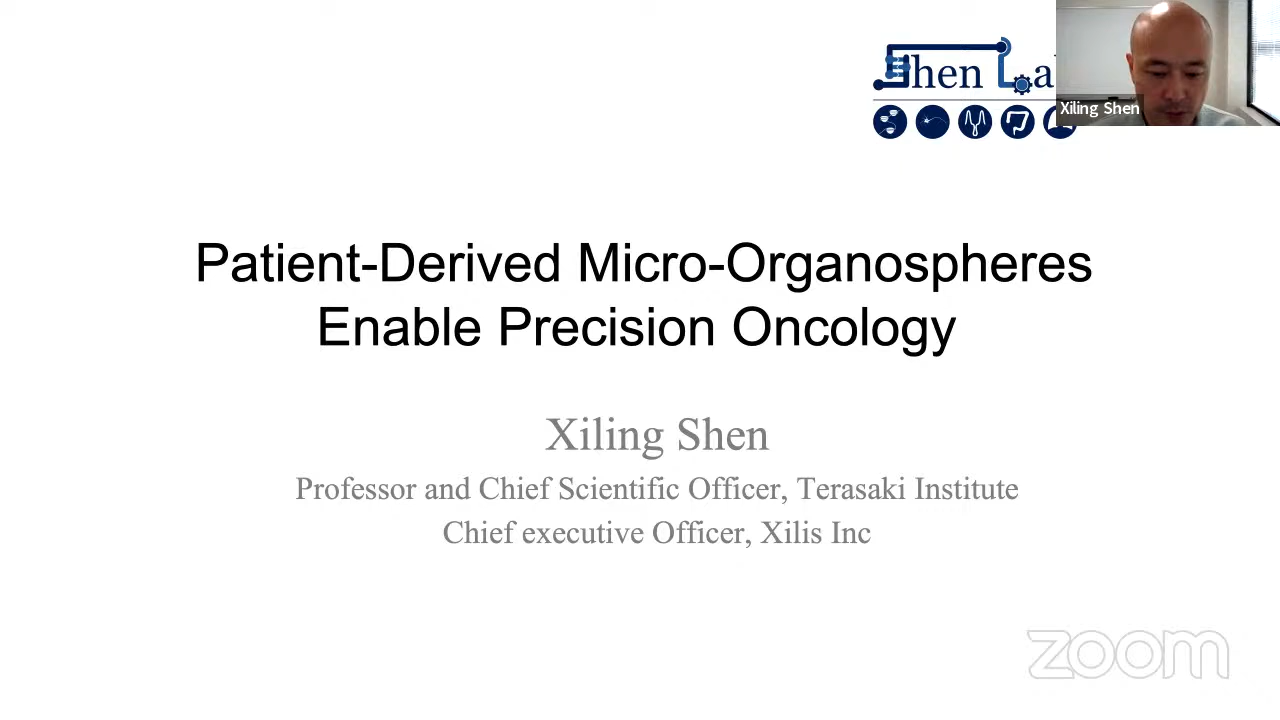 Shen La
Xiling Shen
Patient-Derived Micro-Organospheres
Enable Precision Oncology
Xiling Shen
Professor and Chief Scientific Officer, Terasaki Institute
Chief executive Officer, Xilis Inc
zoom